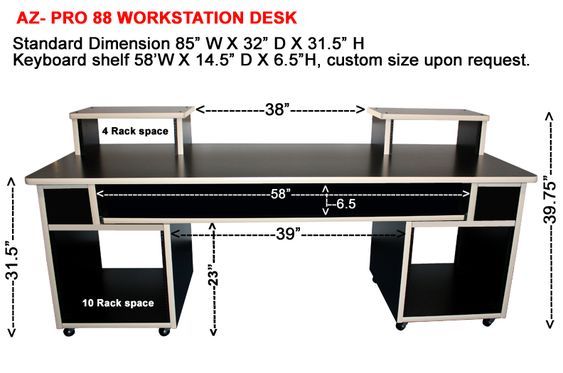 AZ- PRO 88 WORKSTATION DESK
Standard Dimension 85” W X 32” D X 31.5” H
Keyboard shelf 58’W X 14.5” D X 6.5”H, custom size upon request.
38”
4 Rack space
58”
6.5
39”
23”
31.5”
39.75”
10 Rack space